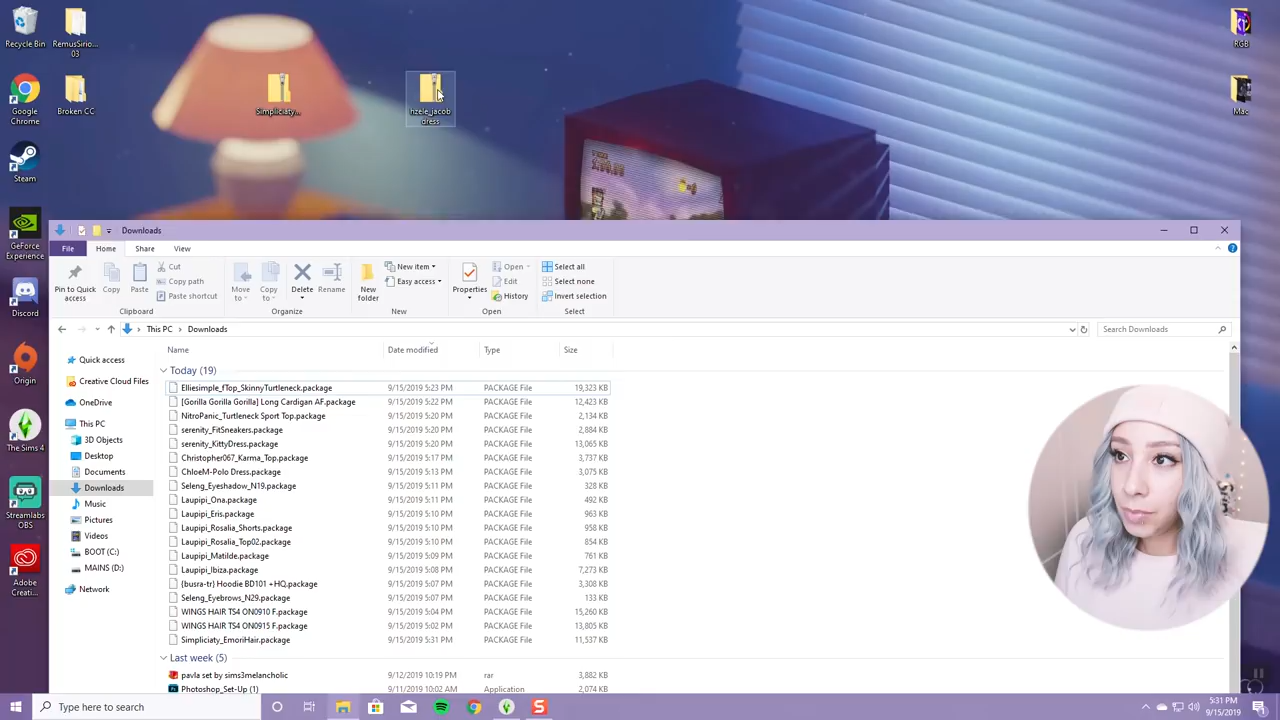 Recycle Bin
RemusSirio...
03
Google
Chrome
Broken CC
Simpliciaty...
hzele_jacob
dress
RGB
Mac
Steam
GeForce
Experience
Discord
Origin
The Sims 4
Streamlabs
OBS
Adobe
Creati...
Downloads
File Home Share View
Pin to Quick
access
Copy
Paste
Cut
Copy path
Paste shortcut
Clipboard
Move
to
Copy
to
Delete
Rename
Organize
New
folder
New item
Easy access
New
Properties
Open
Edit
History
Open
Select all
Select none
Invert selection
Select
This PC Downloads
Search Downloads
Quick access
Creative Cloud Files
OneDrive
This PC
3D Objects
Desktop
Documents
Downloads
Music
Pictures
Videos
BOOT (C:)
MAINS (D:)
Network
Name Date modified Type Size
Today (19)
Elliesimple_fTop_SkinnyTurtleneck.package 9/15/2019 5:23 PM PACKAGE File 19,323 KB
[Gorilla Gorilla Gorilla] Long Cardigan AF.package 9/15/2019 5:23 PM PACKAGE File 12,423 KB
NitroPanic_Turtleneck Sport Top.package 9/15/2019 5:20 PM PACKAGE File 2,134 KB
serenity_FitSneakers.package 9/15/2019 5:20 PM PACKAGE File 2,884 KB
serenity_KittyDress.package 9/15/2019 5:20 PM PACKAGE File 13,065 KB
Christopher067_Karma_Top.package 9/15/2019 5:17 PM PACKAGE File 3,737 KB
ChloeM-Polo Dress.package 9/15/2019 5:13 PM PACKAGE File 3,075 KB
Seleng_Eyeshadow_N19.package 9/15/2019 5:11 PM PACKAGE File 328 KB
Laupipi_Ona.package 9/15/2019 5:11 PM PACKAGE File 492 KB
Laupipi_Eris.package 9/15/2019 5:10 PM PACKAGE File 963 KB
Laupipi_Rosalia_Shorts.package 9/15/2019 5:10 PM PACKAGE File 958 KB
Laupipi_Rosalia_Top02.package 9/15/2019 5:10 PM PACKAGE File 854 KB
Laupipi_Matilde.package 9/15/2019 5:09 PM PACKAGE File 761 KB
Laupipi_Ibiza.package 9/15/2019 5:08 PM PACKAGE File 7,273 KB
{busra-tr} Hoodie BD101 +HQ.package 9/15/2019 5:07 PM PACKAGE File 3,308 KB
Seleng_Eyebrows_N29.package 9/15/2019 5:07 PM PACKAGE File 133 KB
WINGS HAIR TS4 ON0910 F.package 9/15/2019 5:04 PM PACKAGE File 15,260 KB
WINGS HAIR TS4 ON0915 F.package 9/15/2019 5:02 PM PACKAGE File 13,805 KB
Simpliciaty_EmoriHair.package 9/15/2019 5:31 PM PACKAGE File 11,537 KB
Last week (5)
pavla set by sims3melancholic 9/12/2019 10:19 PM rar 3,882 KB
Photoshop_Set-Up (1) 9/11/2019 10:02 AM Application 2,074 KB
Type here to search
5:31 PM
9/15/2019